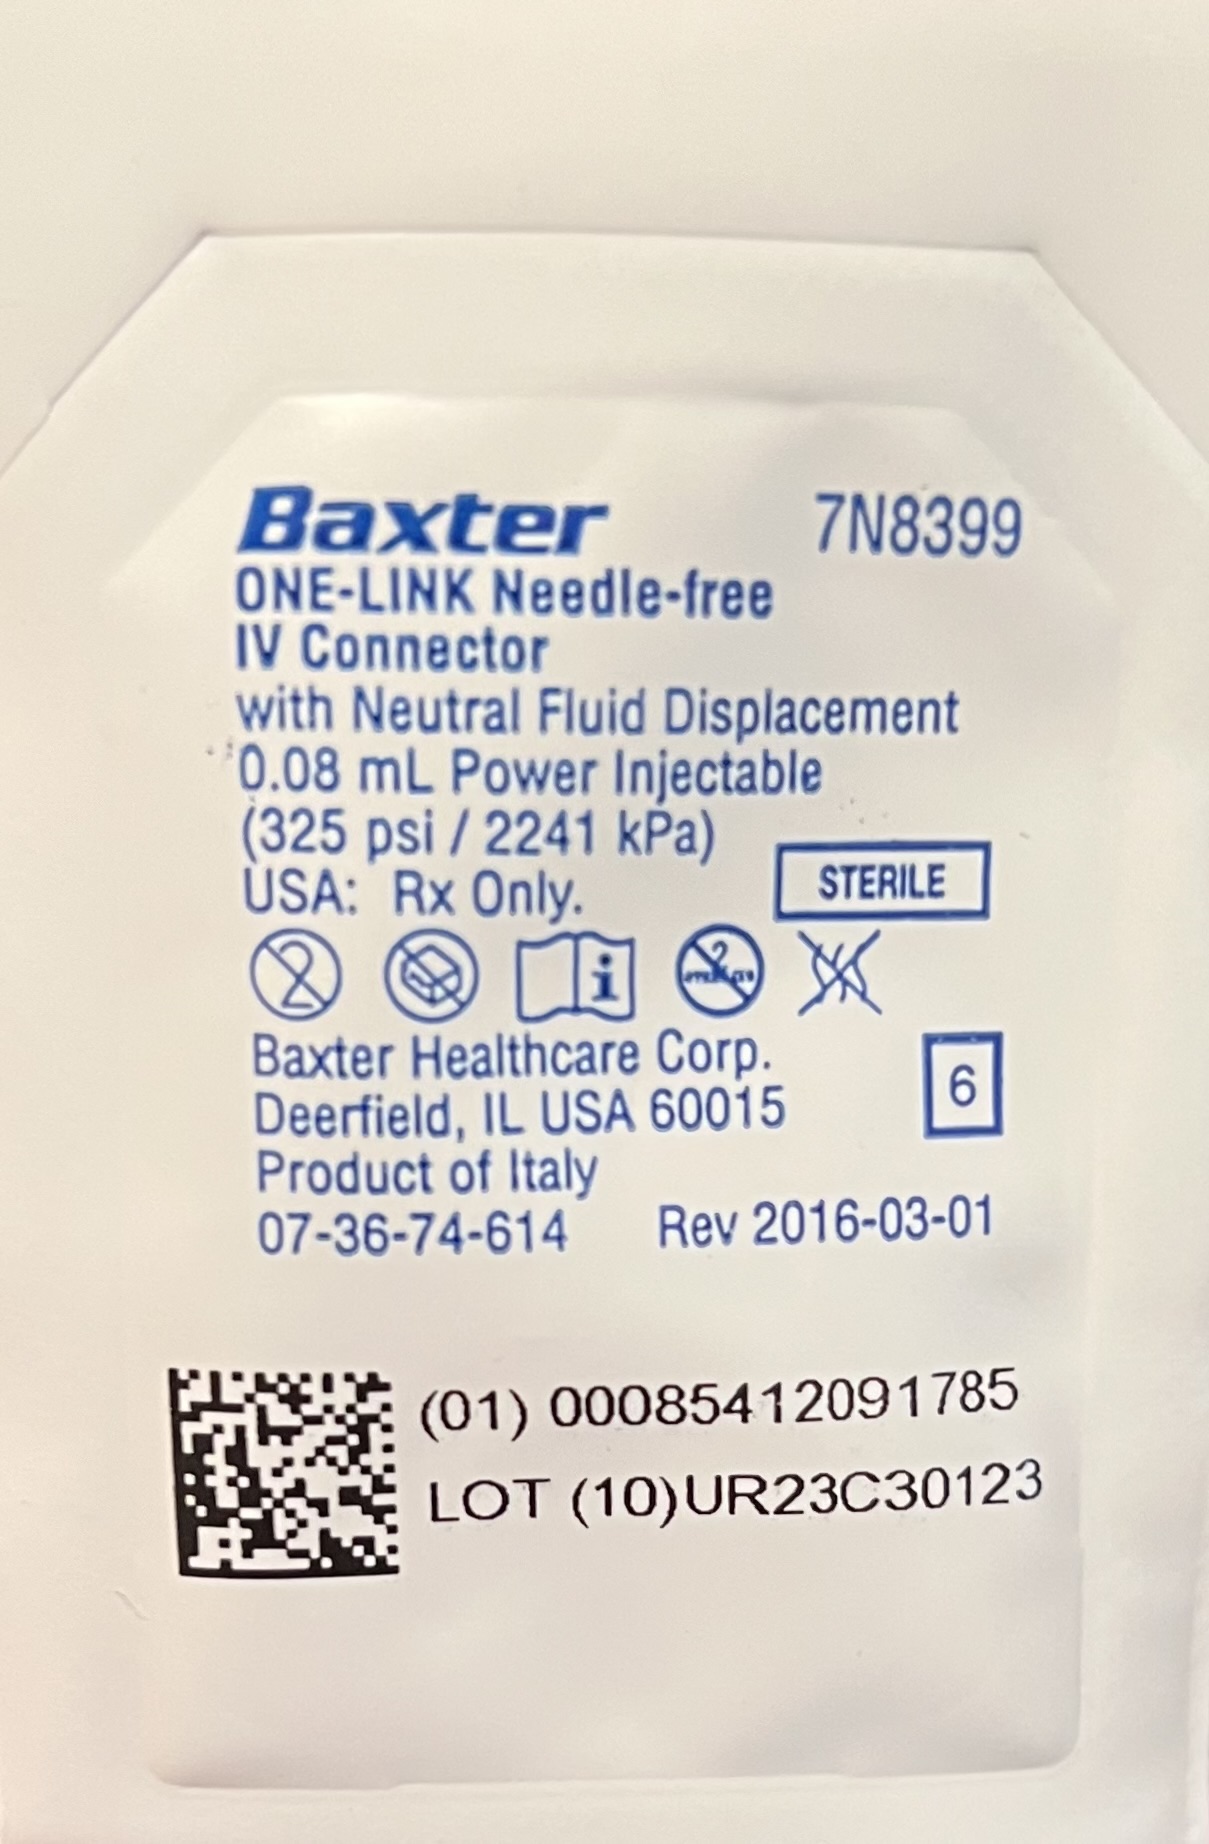 Baxter 7N8399
ONE-LINK Needle-free
IV Connector
with Neutral Fluid Displacement
0.08 mL Power Injectable
(325 psi / 2241 kPa)
USA: Rx Only.
STERILE
2 i 2
Baxter Healthcare Corp.
Deerfield, IL USA 60015
6
Product of Italy
07-36-74-614 Rev 2016-03-01
(01) 00085412091785
LOT (10)UR23C30123